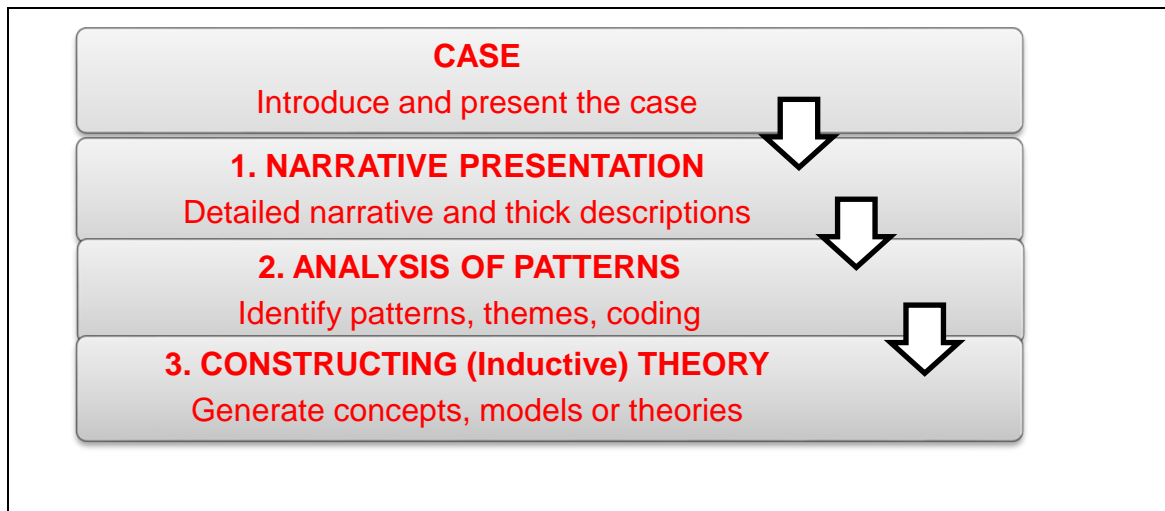 CASE
Introduce and present the case
1. NARRATIVE PRESENTATION
Detailed narrative and thick descriptions
2. ANALYSIS OF PATTERNS
Identify patterns, themes, coding
3. CONSTRUCTING (Inductive) THEORY
Generate concepts, models or theories